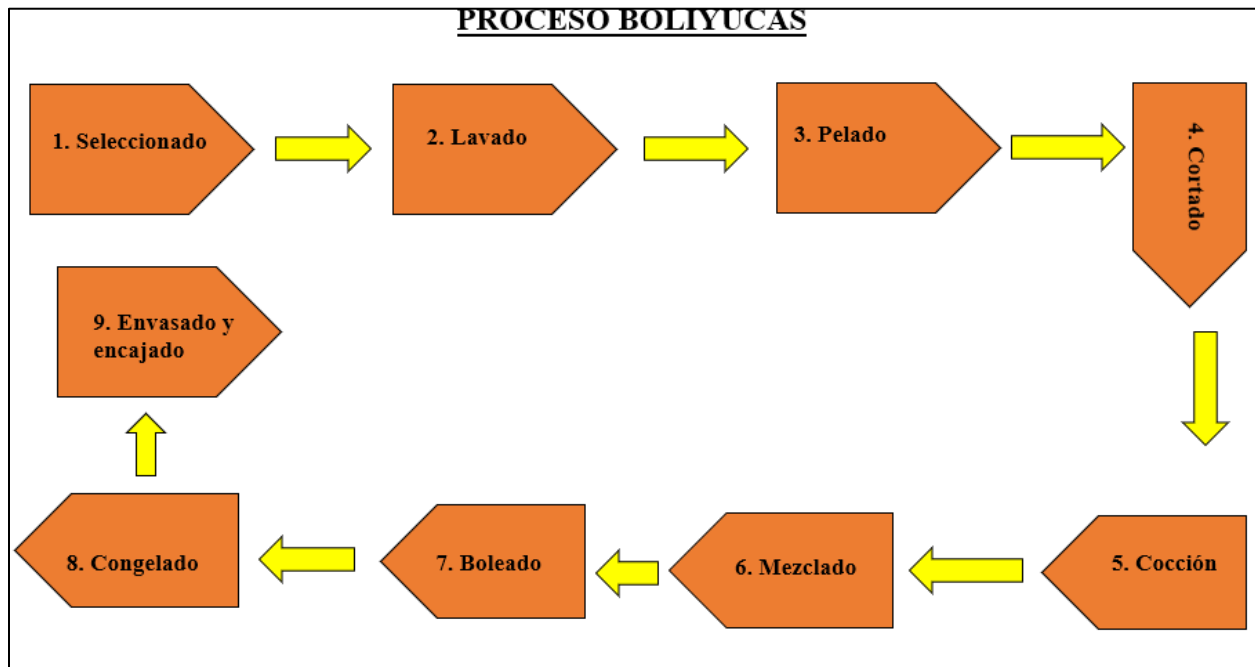 PROCESO BOLIYUCAS
1. Seleccionado
2. Lavado
3. Pelado
4. Cortado
5. Cocción
6. Mezclado
7. Boleado
8. Congelado
9. Envasado y
encajado